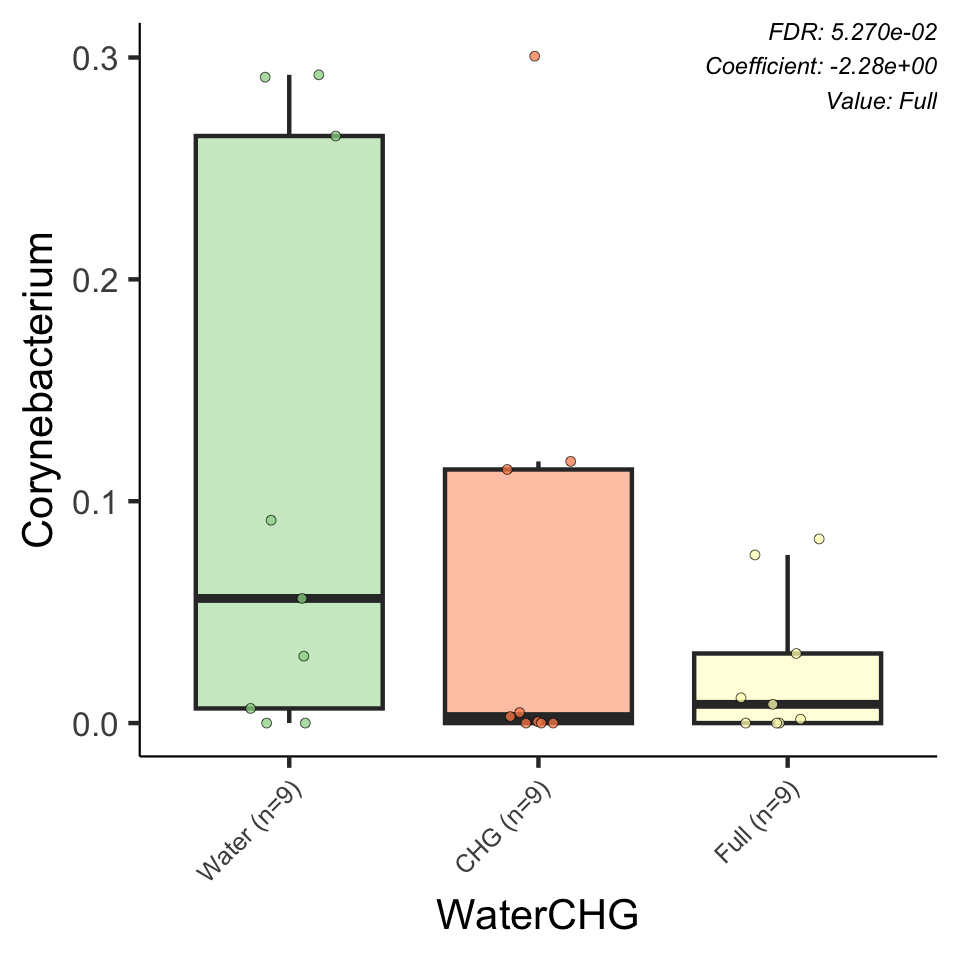 FDR: 5.270e-02
Coefficient: -2.28e+00
Value: Full
0.3
0.2
0.1
0.0
Corynebacterium
Water (n=9)
CHG (n=9)
Full (n=9)
WaterCHG